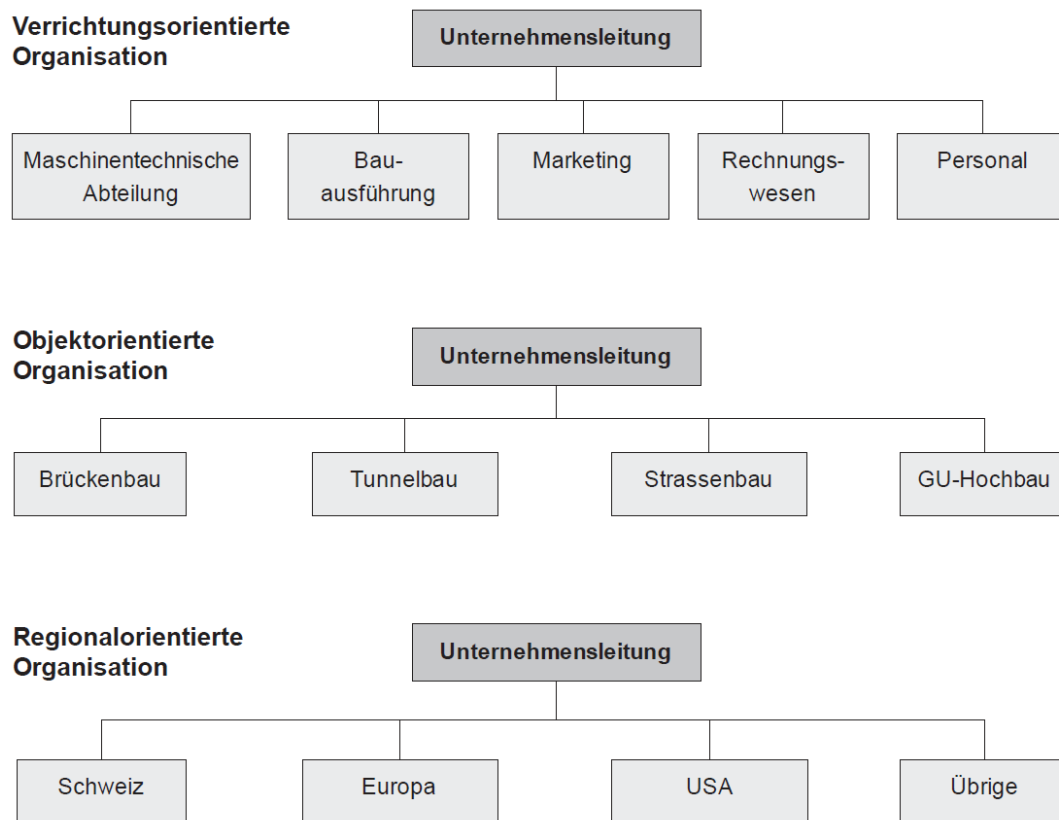 Verrichtungsorientierte
Organisation
Unternehmensleitung
Maschinentechnische
Abteilung
Bau-
ausführung
Marketing
Rechnungs-
wesen
Personal
Objektorientierte
Organisation
Unternehmensleitung
Brückenbau
Tunnelbau
Strassenbau
GU-Hochbau
Regionalorientierte
Organisation
Unternehmensleitung
Schweiz
Europa
USA
Übrige